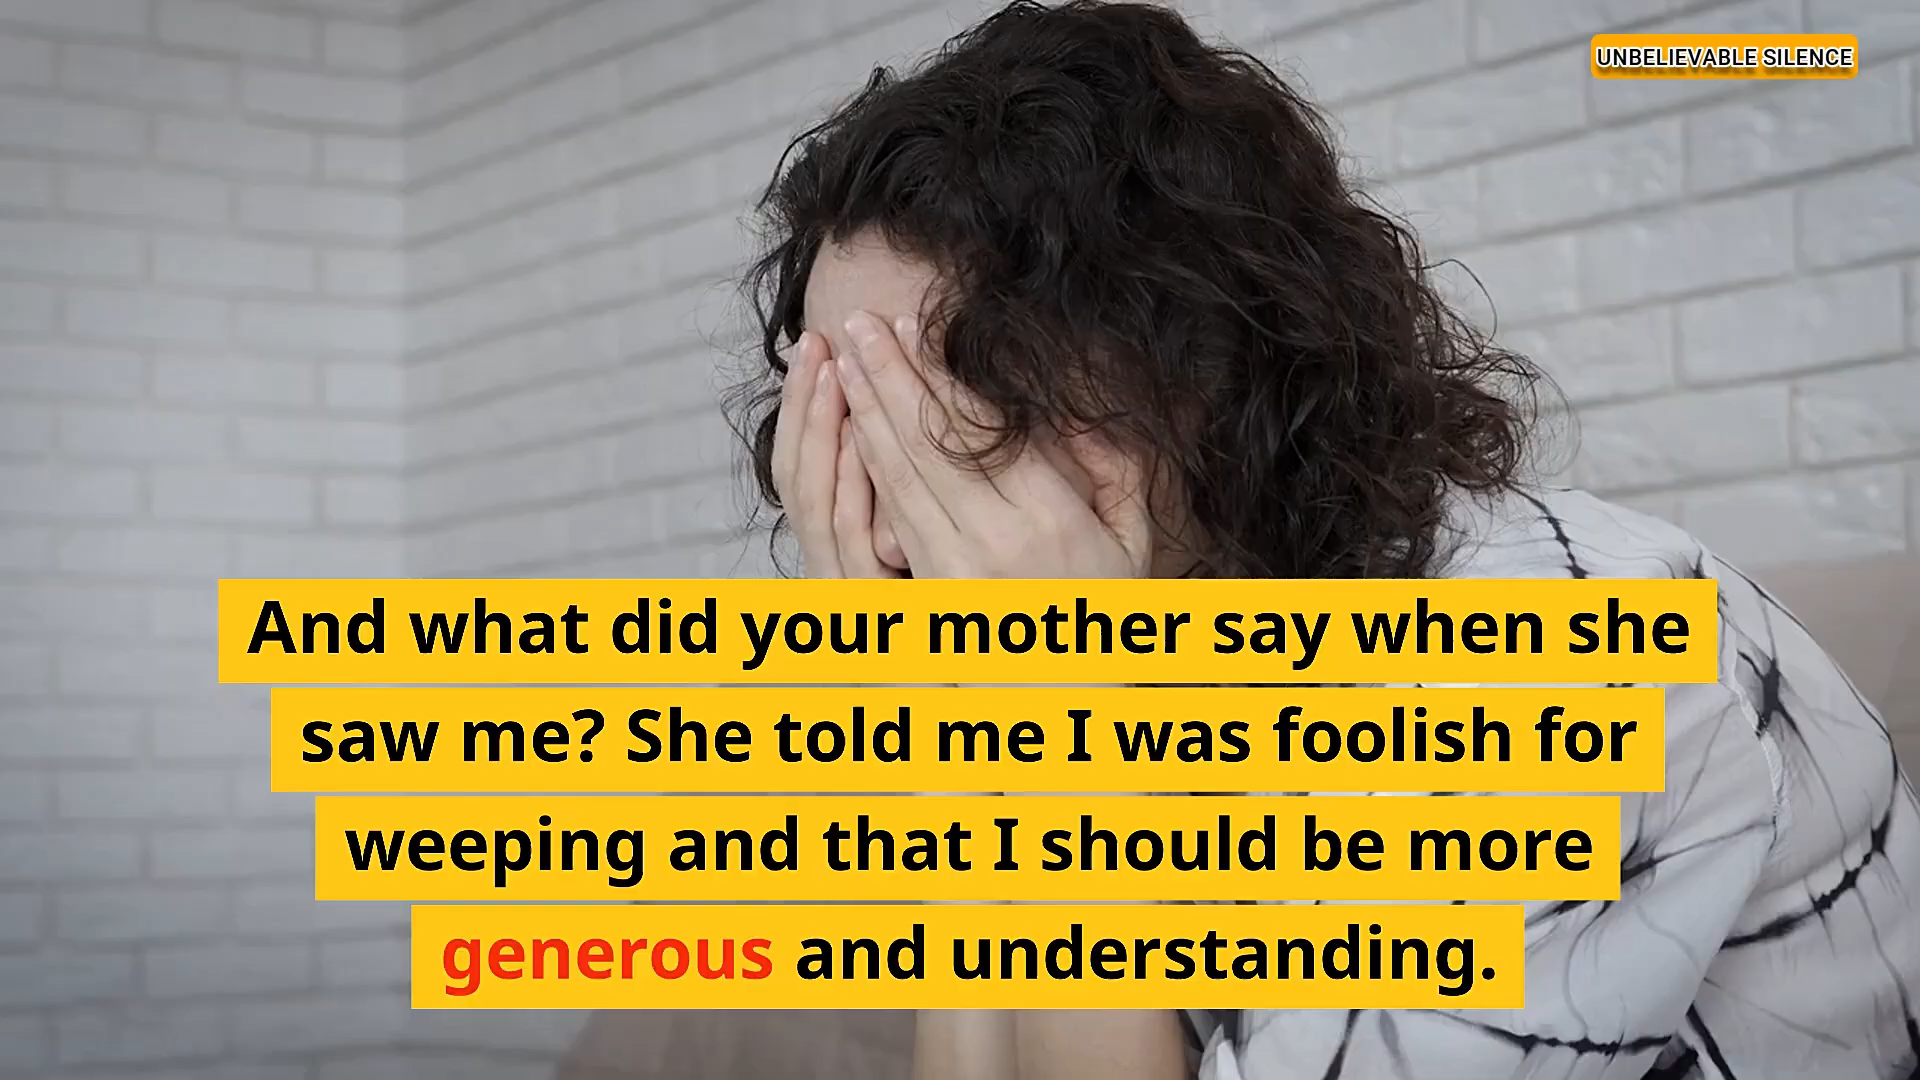 UNBELIEVABLE SILENCE
And what did your mother say when she
saw me? She told me I was foolish for
weeping and that I should be more
generous and understanding.